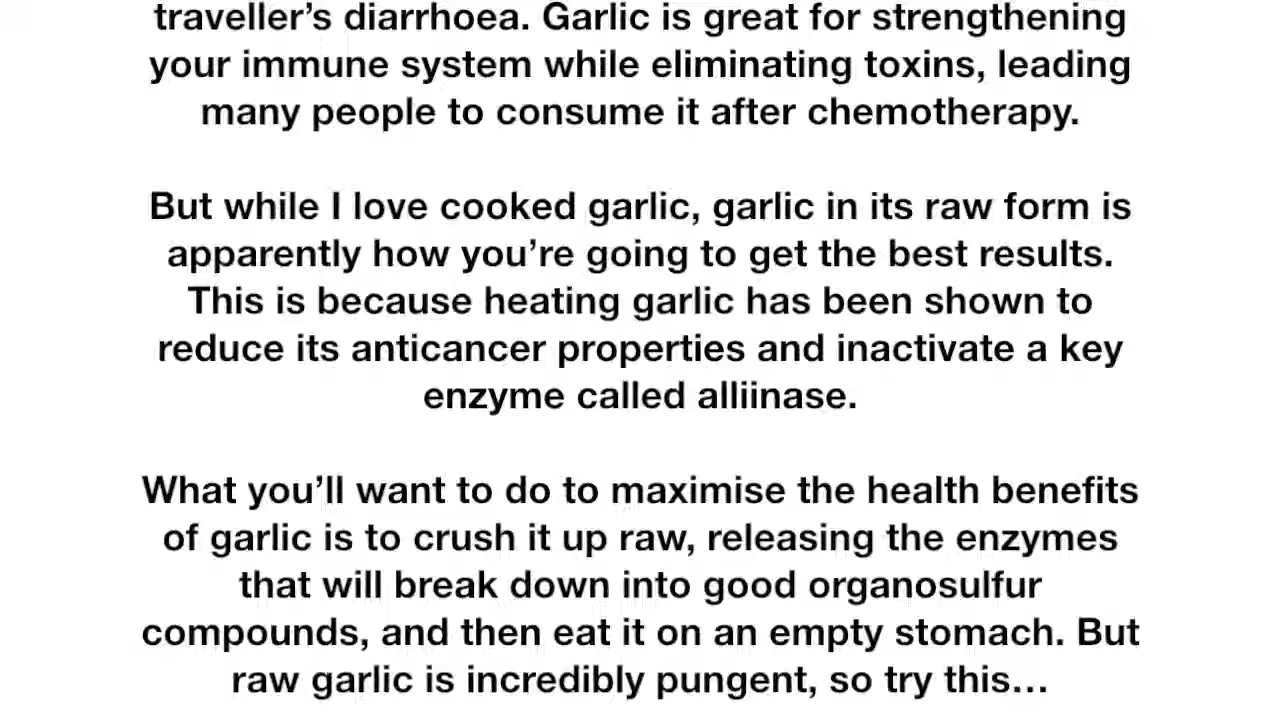 traveller’s diarrhoea. Garlic is great for strengthening
your immune system while eliminating toxins, leading
many people to consume it after chemotherapy.
But while I love cooked garlic, garlic in its raw form is
apparently how you’re going to get the best results.
This is because heating garlic has been shown to
reduce its anticancer properties and inactivate a key
enzyme called alliinase.
What you’ll want to do to maximise the health benefits
of garlic is to crush it up raw, releasing the enzymes
that will break down into good organosulfur
compounds, and then eat it on an empty stomach. But
raw garlic is incredibly pungent, so try this…